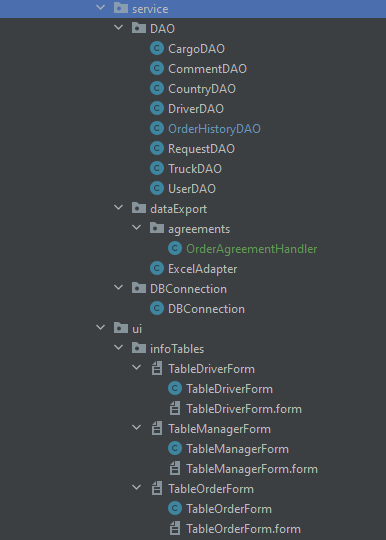 service
DAO
CargoDAO
CommentDAO
CountryDAO
DriverDAO
OrderHistoryDAO
RequestDAO
TruckDAO
UserDAO
dataExport
agreements
OrderAgreementHandler
ExcelAdapter
DBConnection
DBConnection
ui
infoTables
TableDriverForm
TableDriverForm
TableDriverForm.form
TableManagerForm
TableManagerForm
TableManagerForm.form
TableOrderForm
TableOrderForm
TableOrderForm.form